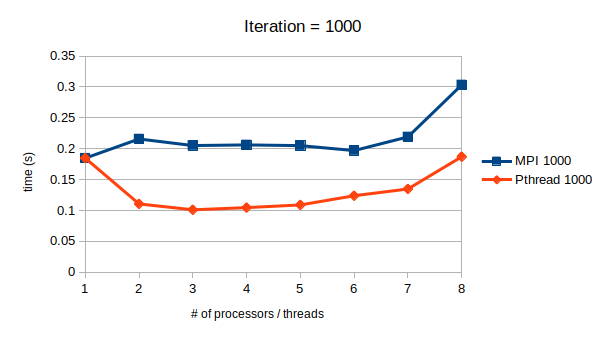 Iteration = 1000
0.35
0.3
0.25
0.2
0.15
0.1
0.05
0
time (s)
1 2 3 4 5 6 7 8
# of processors / threads
MPI 1000
Pthread 1000